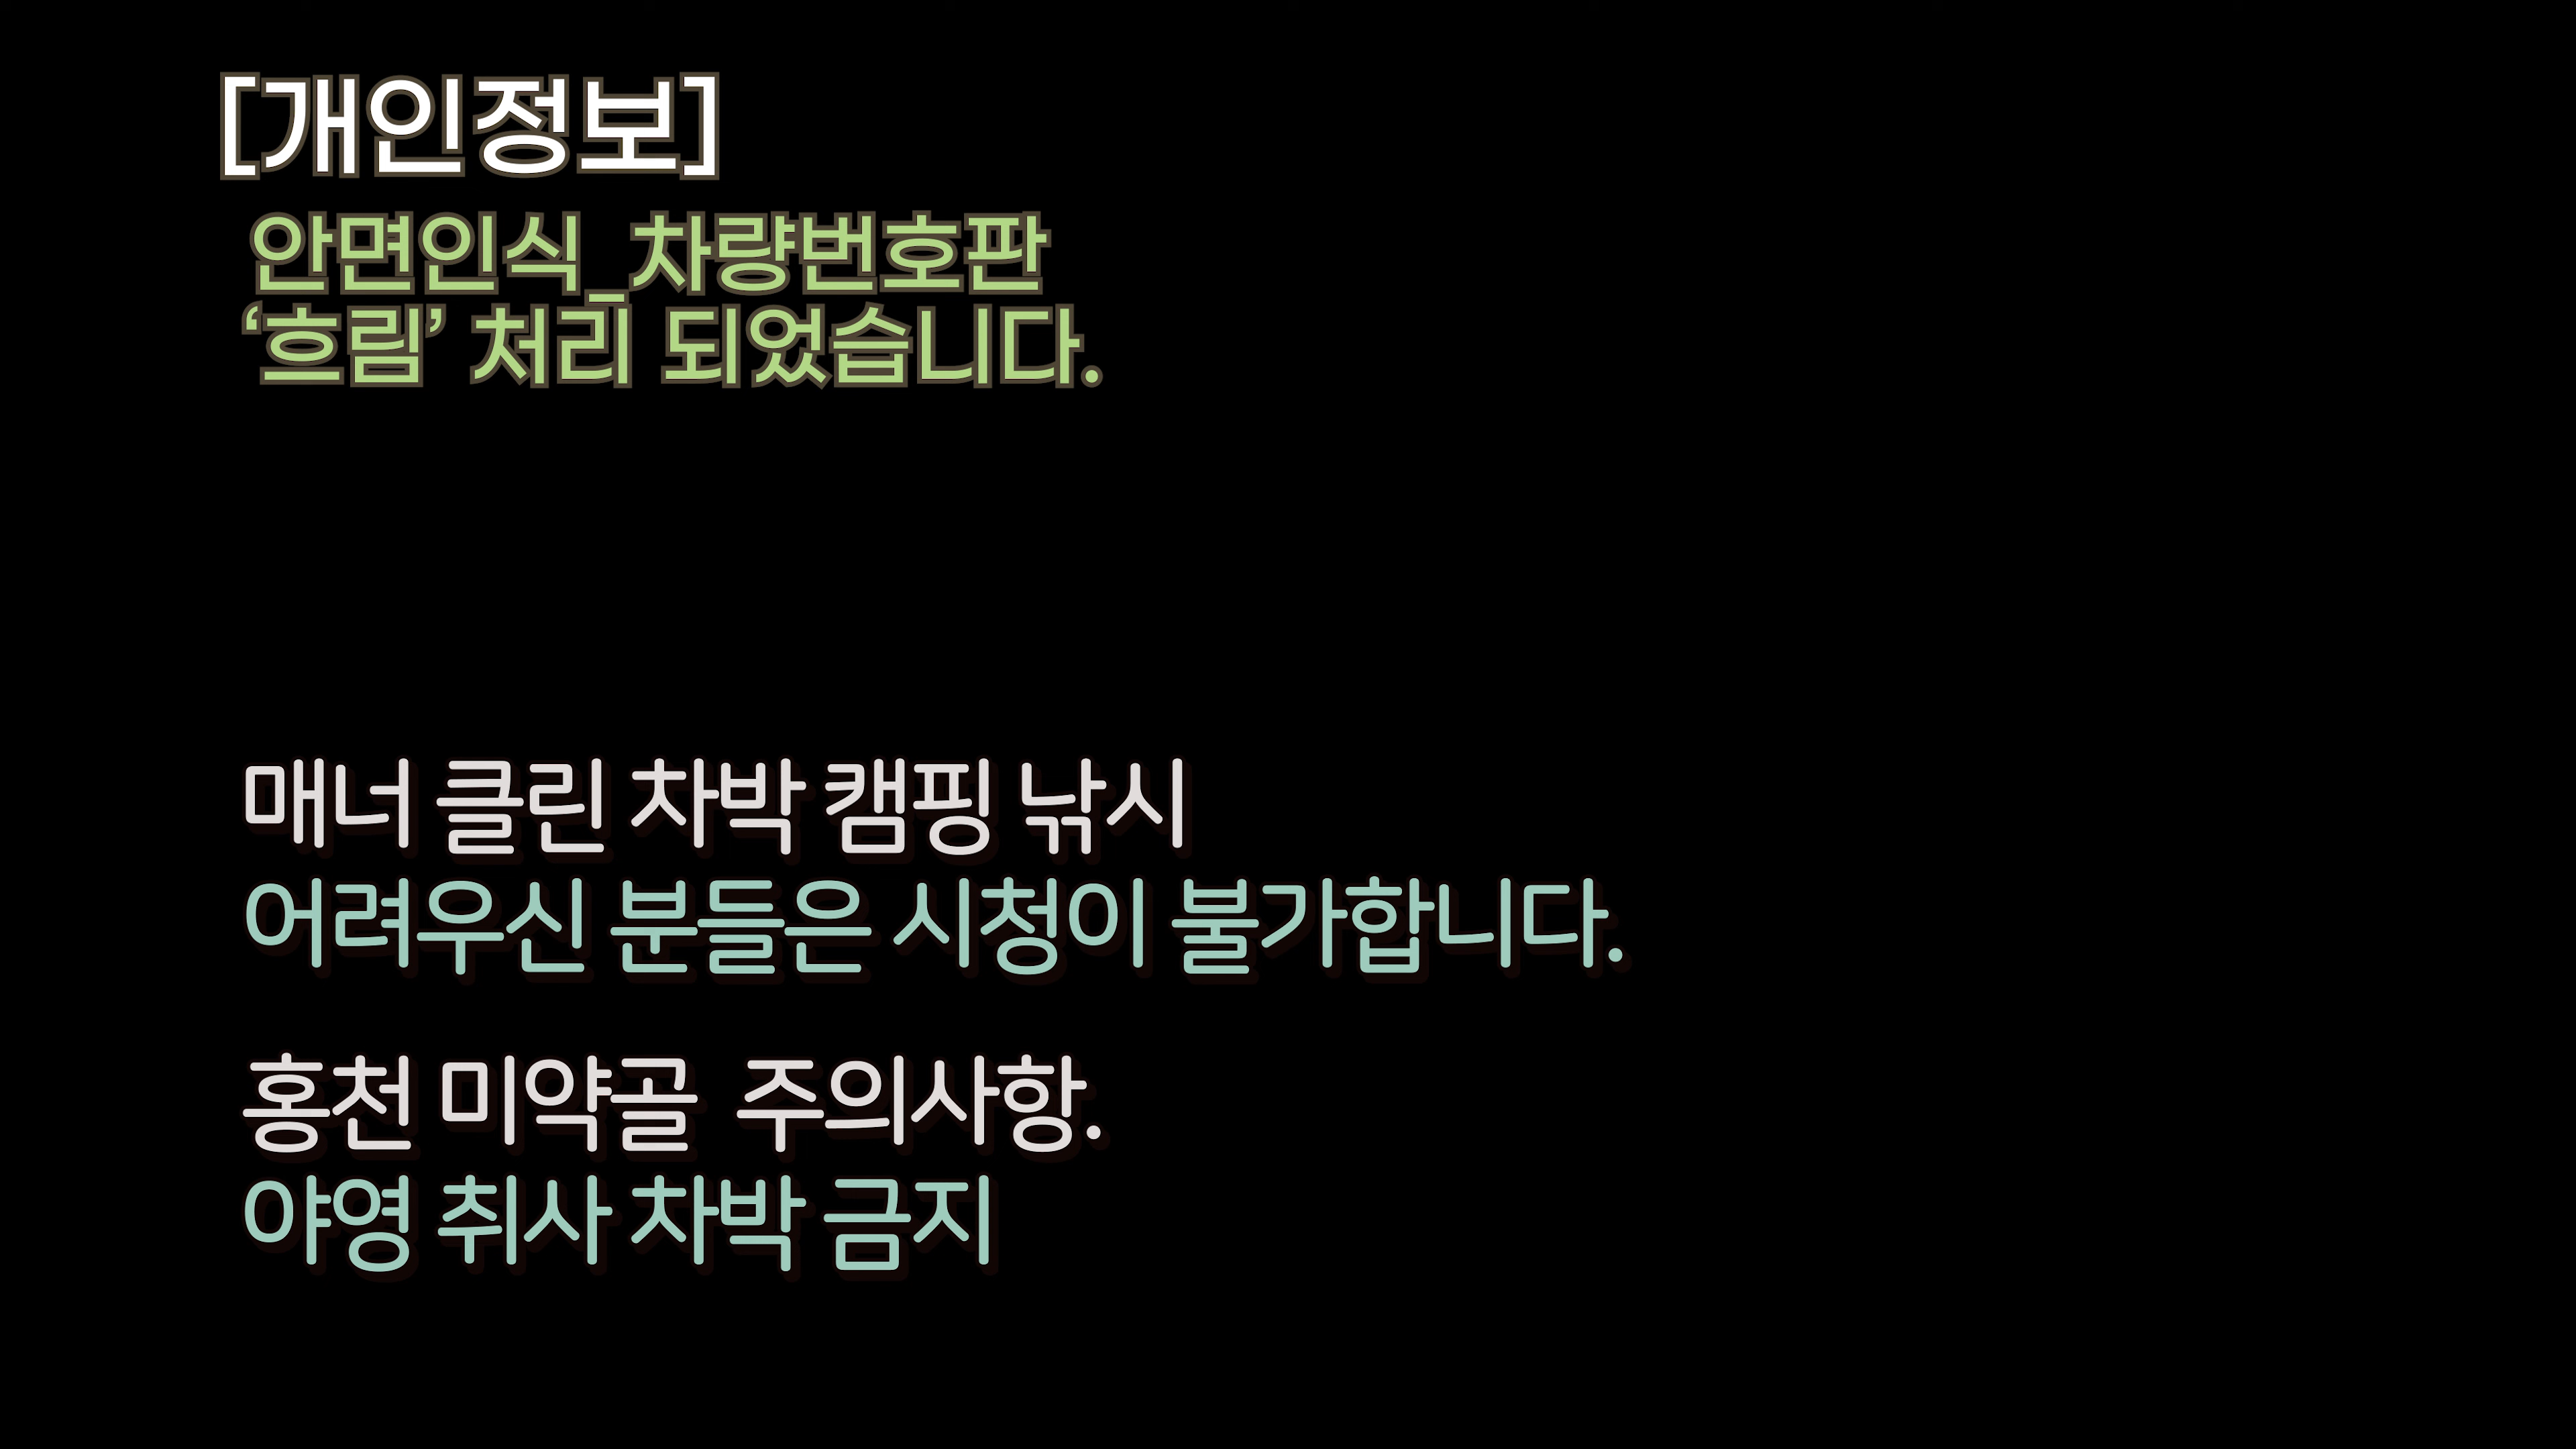 [개인정보]
안면인식_차량번호판
‘흐림’ 처리 되었습니다.
매너 클린 차박 캠핑 낚시
어려우신 분들은 시청이 불가합니다.
홍천 미약골 주의사항.
야영 취사 차박 금지